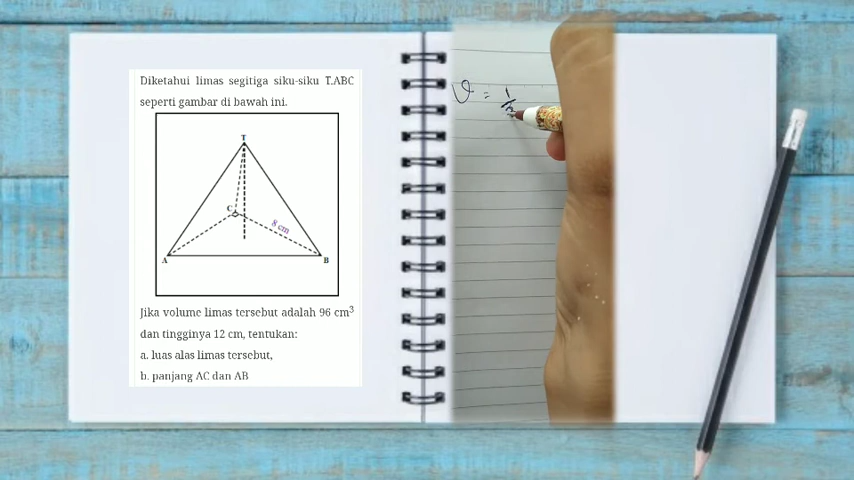 Diketahui limas segitiga siku-siku T.ABC
seperti gambar di bawah ini.
T
C
8 cm
A
B
Jika volume limas tersebut adalah 96 cm³
dan tingginya 12 cm, tentukan:
a. luas alas limas tersebut,
b. panjang AC dan AB
V = 1/